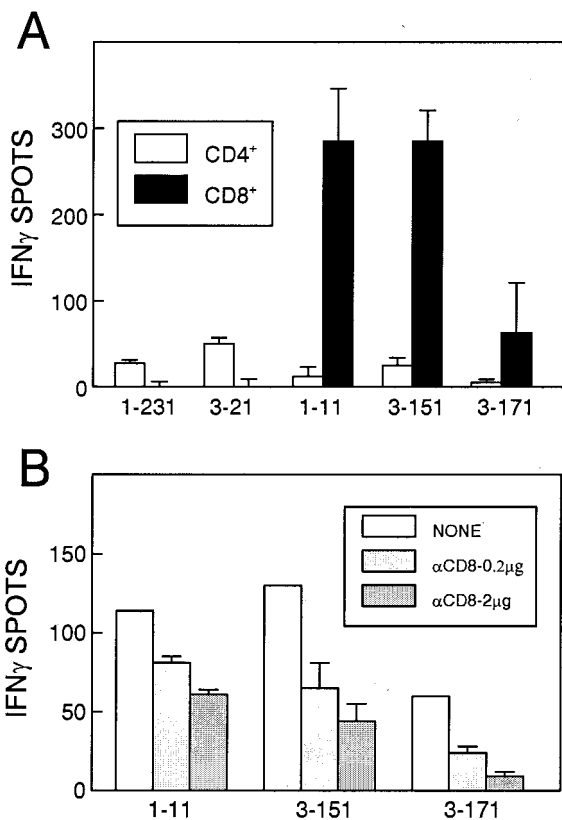 A
IFNγ SPOTS
300
200
100
0
CD4⁺
CD8⁺
1-231 3-21 1-11 3-151 3-171
B
IFNγ SPOTS
150
100
50
0
NONE
αCD8-0.2µg
αCD8-2µg
1-11 3-151 3-171